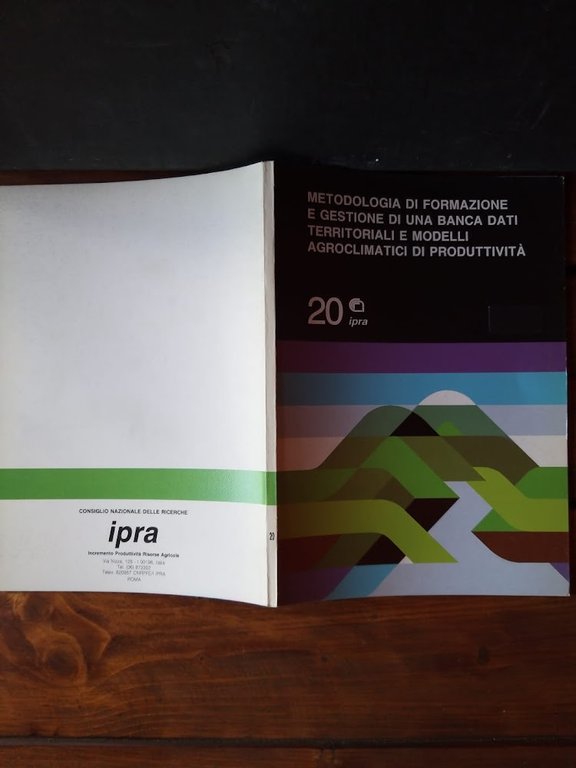 METODOLOGIA DI FORMAZIONE
E GESTIONE DI UNA BANCA DATI
TERRITORIALI E MODELLI
AGROCLIMATICI DI PRODUTTIVITÀ
20
ipra
CONSIGLIO NAZIONALE DELLE RICERCHE
ipra
Incremento Produttività Risorse Agricole
ROMA
20